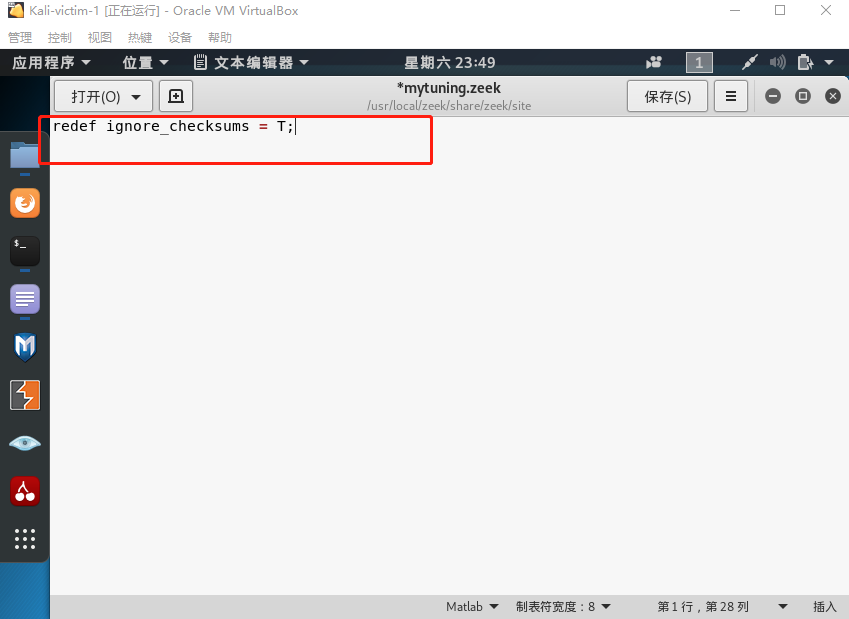 Kali-victim-1 [正在运行] - Oracle VM VirtualBox
管理 控制 视图 热键 设备 帮助
应用程序 位置 文本编辑器 星期六 23:49 1
打开(O) *mytuning.zeek 保存(S)
/usr/local/zeek/share/zeek/site
redef ignore_checksums = T;
$_
Matlab 制表符宽度：8 第 1 行，第 28 列 插入